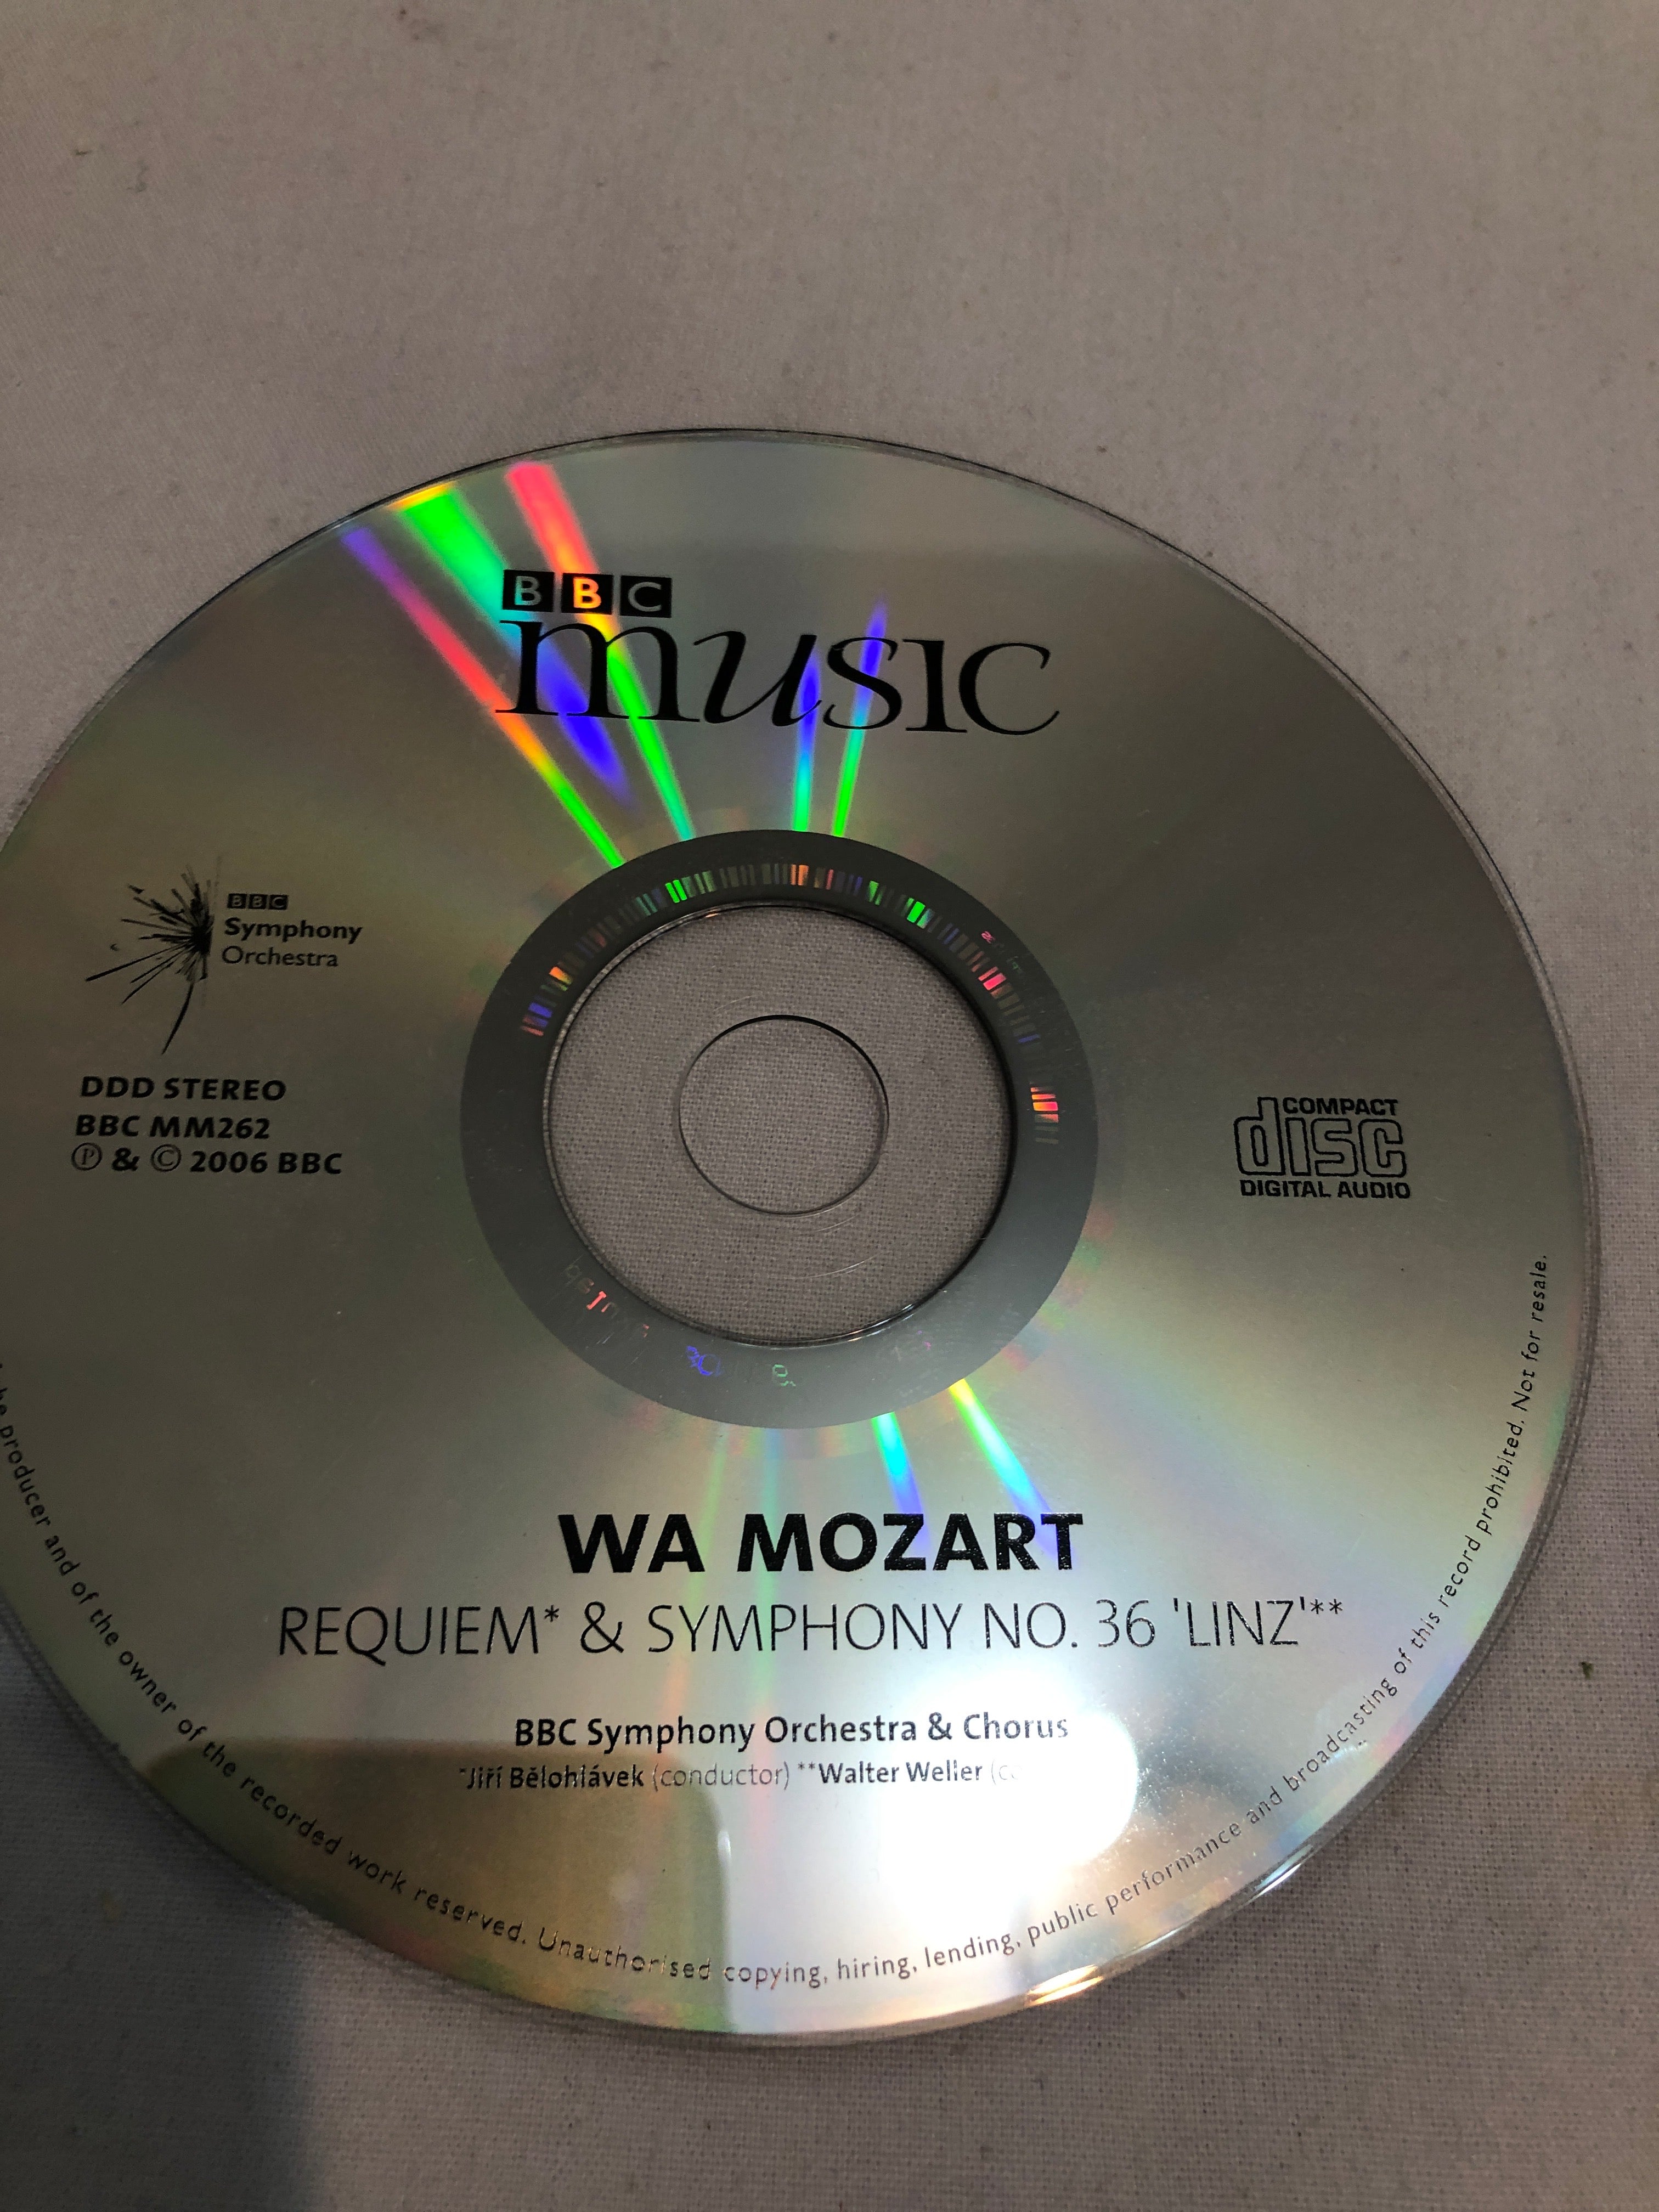 BBC
music
BBC
Symphony
Orchestra
DDD STEREO
BBC MM262
Ⓟ & © 2006 BBC
COMPACT
disc
DIGITAL AUDIO
WA MOZART
REQUIEM* & SYMPHONY NO. 36 'LINZ'**
BBC Symphony Orchestra & Chorus
*Jiří Bělohlávek (conductor) **Walter Weller
producer and of the owner of the recorded work reserved. Unauthorised copying, hiring, lending, public performance and broadcasting of this record prohibited. Not for resale.